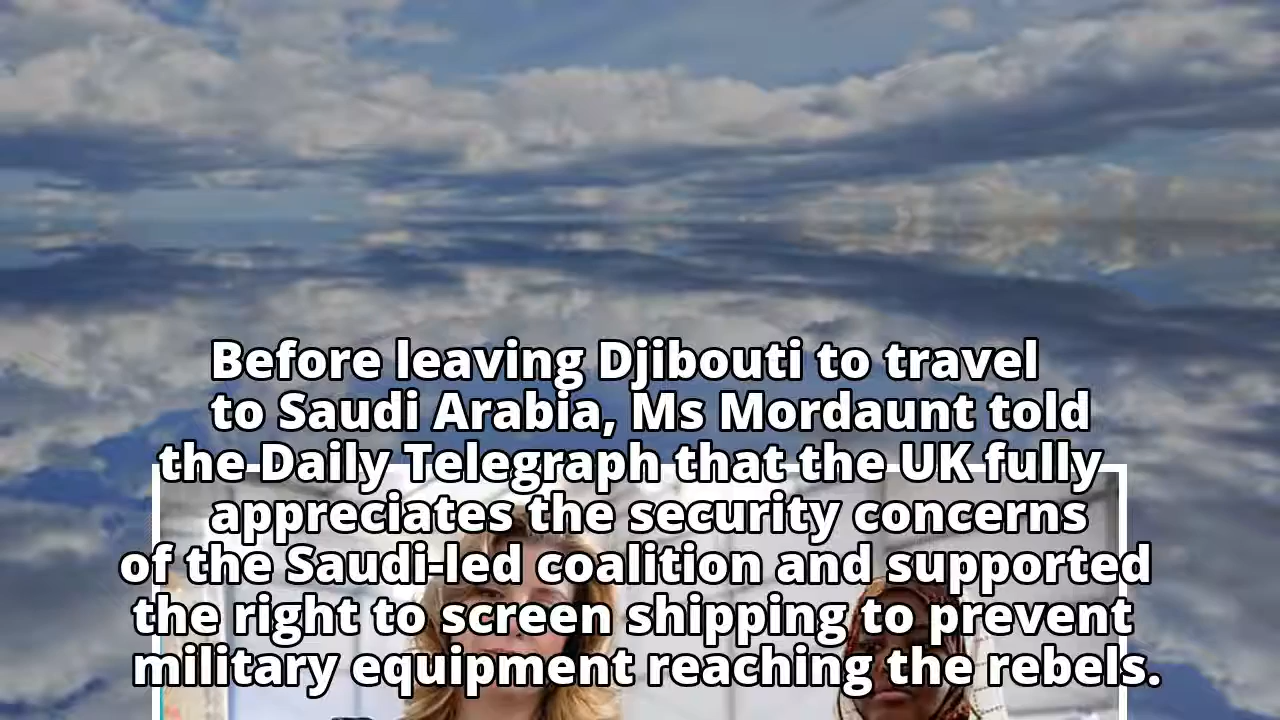 Before leaving Djibouti to travel
to Saudi Arabia, Ms Mordaunt told
the Daily Telegraph that the UK fully
appreciates the security concerns
of the Saudi-led coalition and supported
the right to screen shipping to prevent
military equipment reaching the rebels.